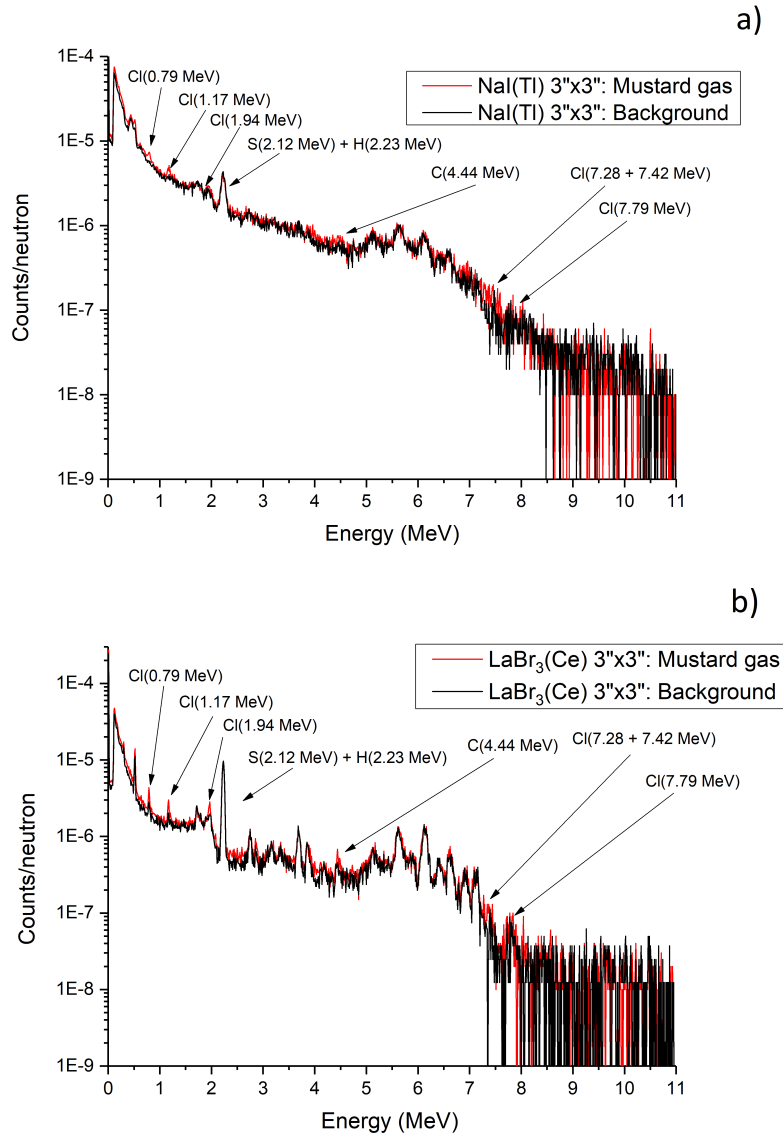 a)
1E-4
1E-5
1E-6
1E-7
1E-8
1E-9
Counts/neutron
Cl(0.79 MeV)
Cl(1.17 MeV)
Cl(1.94 MeV)
S(2.12 MeV) + H(2.23 MeV)
C(4.44 MeV)
Cl(7.28 + 7.42 MeV)
Cl(7.79 MeV)
NaI(Tl) 3"x3": Mustard gas
NaI(Tl) 3"x3": Background
0 1 2 3 4 5 6 7 8 9 10 11
Energy (MeV)
b)
1E-4
1E-5
1E-6
1E-7
1E-8
1E-9
Counts/neutron
Cl(0.79 MeV)
Cl(1.17 MeV)
Cl(1.94 MeV)
S(2.12 MeV) + H(2.23 MeV)
C(4.44 MeV)
Cl(7.28 + 7.42 MeV)
Cl(7.79 MeV)
LaBr₃(Ce) 3"x3": Mustard gas
LaBr₃(Ce) 3"x3": Background
0 1 2 3 4 5 6 7 8 9 10 11
Energy (MeV)